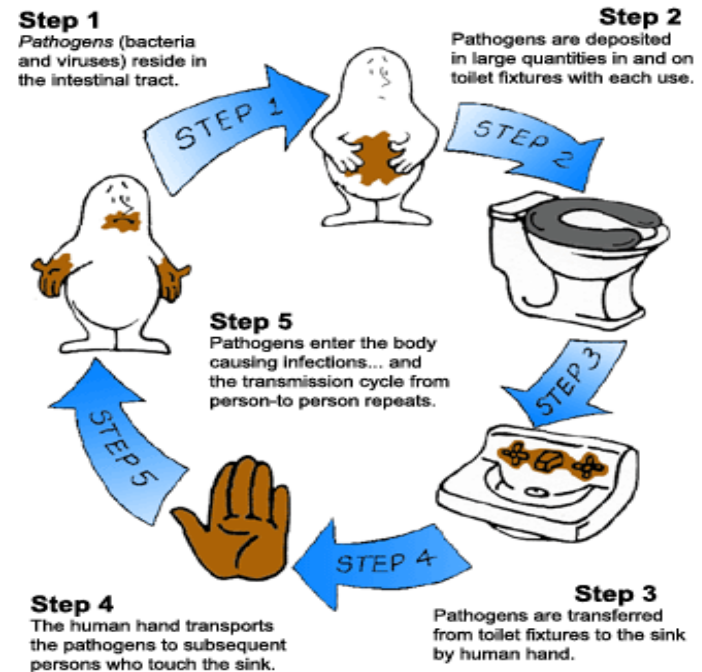 Step 1
Pathogens (bacteria
and viruses) reside in
the intestinal tract.
Step 2
Pathogens are deposited
in large quantities in and on
toilet fixtures with each use.
STEP 1
STEP 2
Step 5
Pathogens enter the body
causing infections... and
the transmission cycle from
person-to person repeats.
STEP 3
STEP 5
STEP 4
Step 3
Pathogens are transferred
from toilet fixtures to the sink
by human hand.
Step 4
The human hand transports
the pathogens to subsequent
persons who touch the sink.